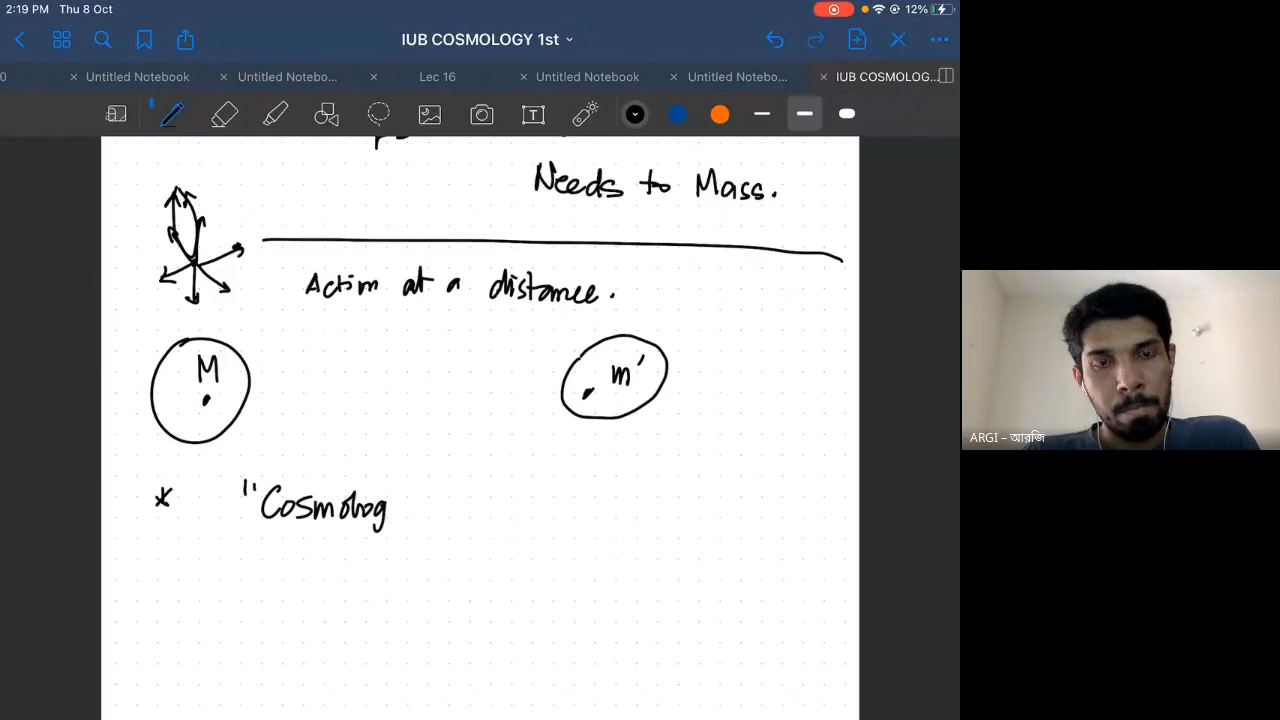 2:19 PM Thu 8 Oct 12%
IUB COSMOLOGY 1st
0 Untitled Notebook Untitled Notebo... Lec 16 Untitled Notebook Untitled Notebo... IUB COSMOLOG...
T
Needs to Mass.
Action at a distance.
M m'
* "Cosmolog
ARGI – আরজি